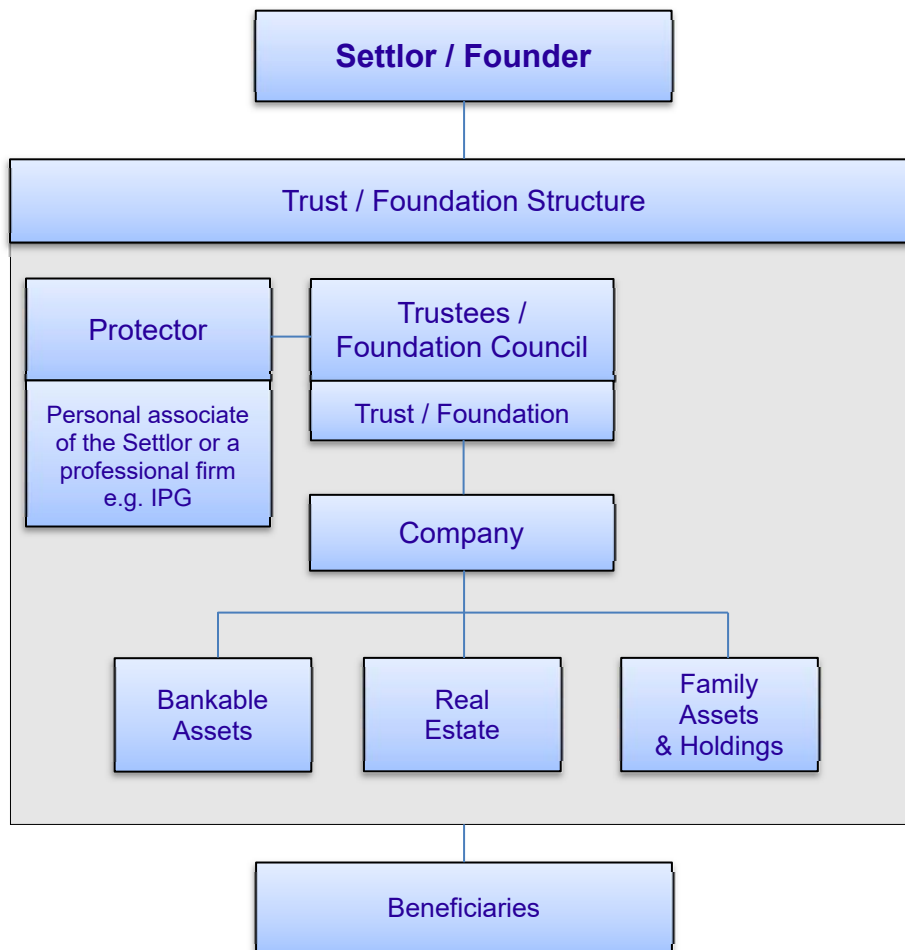 Settlor / Founder
Trust / Foundation Structure
Protector
Personal associate
of the Settlor or a
professional firm
e.g. IPG
Trustees /
Foundation Council
Trust / Foundation
Company
Bankable
Assets
Real
Estate
Family
Assets
& Holdings
Beneficiaries